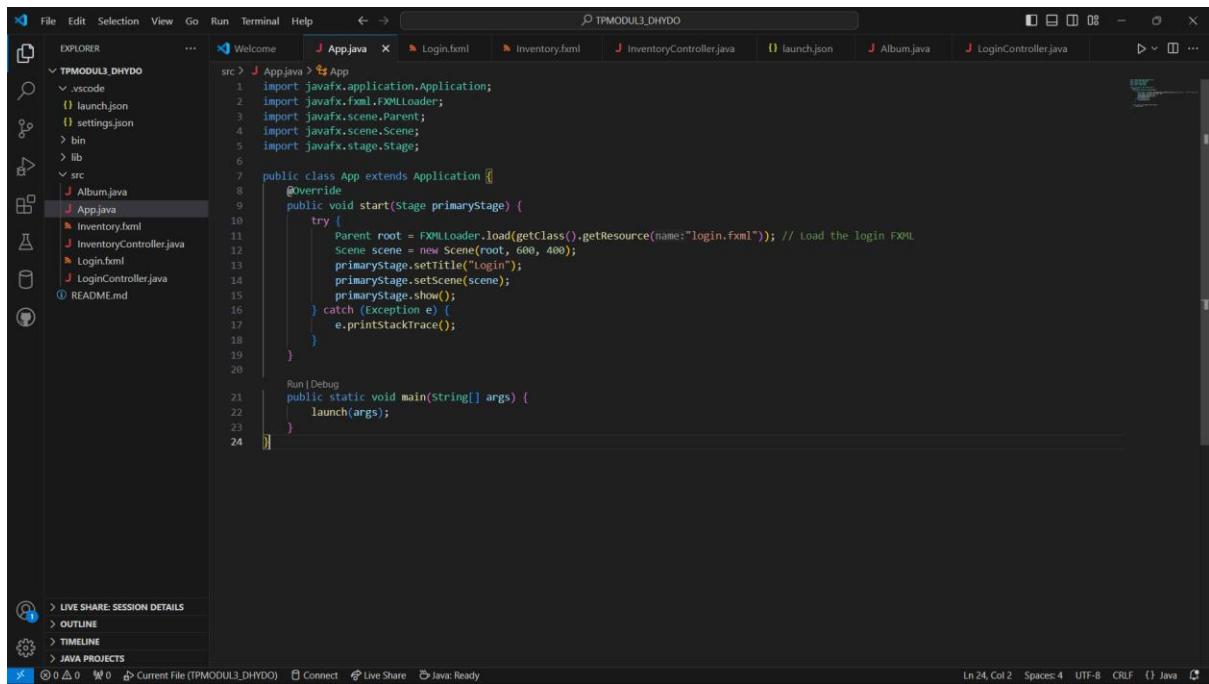 File Edit Selection View Go Run Terminal Help
TPMODUL3_DHYDO
EXPLORER
Welcome
App.java
Login.fxml
Inventory.fxml
InventoryController.java
launch.json
Album.java
LoginController.java
TPMODUL3_DHYDO
.vscode
launch.json
settings.json
bin
lib
src
Album.java
App.java
Inventory.fxml
InventoryController.java
Login.fxml
LoginController.java
README.md
LIVE SHARE: SESSION DETAILS
OUTLINE
TIMELINE
JAVA PROJECTS
src > App.java > App
1 import javafx.application.Application;
2 import javafx.fxml.FXMLLoader;
3 import javafx.scene.Parent;
4 import javafx.scene.Scene;
5 import javafx.stage.Stage;
6
7 public class App extends Application {
8 @Override
9 public void start(Stage primaryStage) {
10 try {
11 Parent root = FXMLLoader.load(getClass().getResource(name:"login.fxml")); // Load the login FXML
12 Scene scene = new Scene(root, 600, 400);
13 primaryStage.setTitle("Login");
14 primaryStage.setScene(scene);
15 primaryStage.show();
16 } catch (Exception e) {
17 e.printStackTrace();
18 }
19 }
20
Run | Debug
21 public static void main(String[] args) {
22 launch(args);
23 }
24 }
1
0 0 0 Current File (TPMODUL3_DHYDO) Connect Live Share Java: Ready
Ln 24, Col 2 Spaces: 4 UTF-8 CRLF {} Java